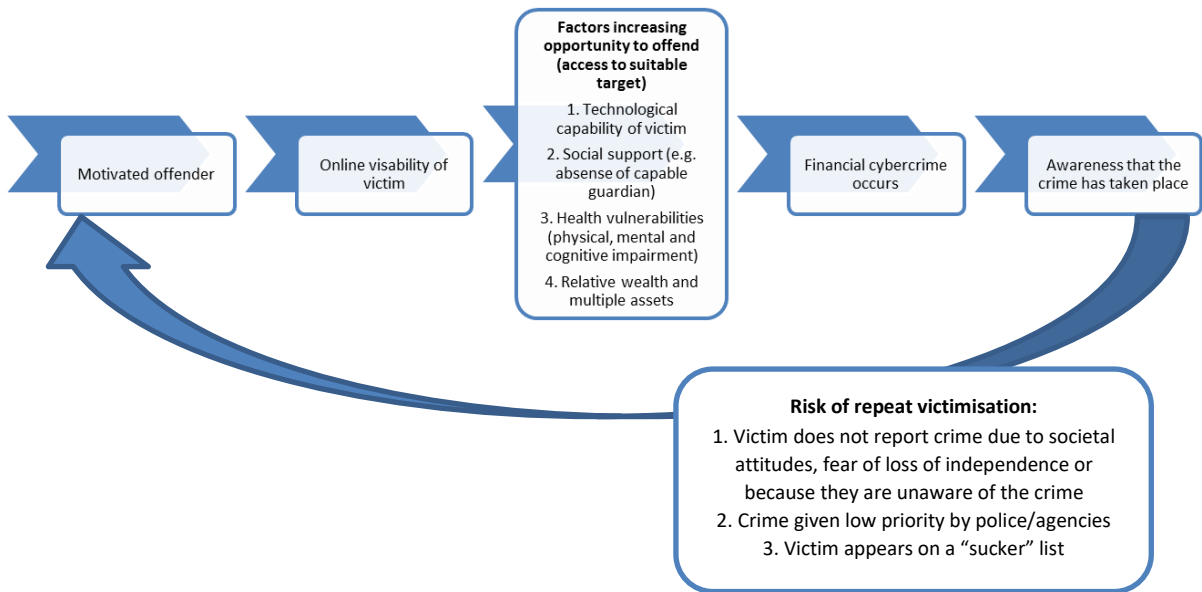 Motivated offender
Online visability of
victim
Factors increasing
opportunity to offend
(access to suitable
target)
1. Technological
capability of victim
2. Social support (e.g.
absense of capable
guardian)
3. Health vulnerabilities
(physical, mental and
cognitive impairment)
4. Relative wealth and
multiple assets
Financial cybercrime
occurs
Awareness that the
crime has taken place
Risk of repeat victimisation:
1. Victim does not report crime due to societal
attitudes, fear of loss of independence or
because they are unaware of the crime
2. Crime given low priority by police/agencies
3. Victim appears on a “sucker” list